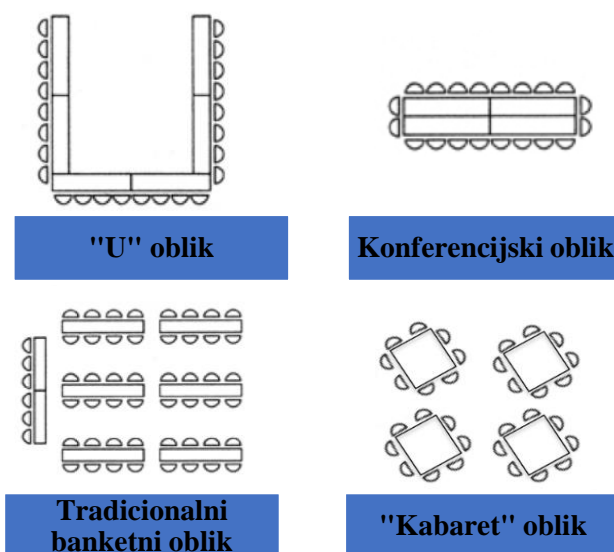 "U" oblik
Konferencijski oblik
Tradicionalni
banketni oblik
"Kabaret" oblik